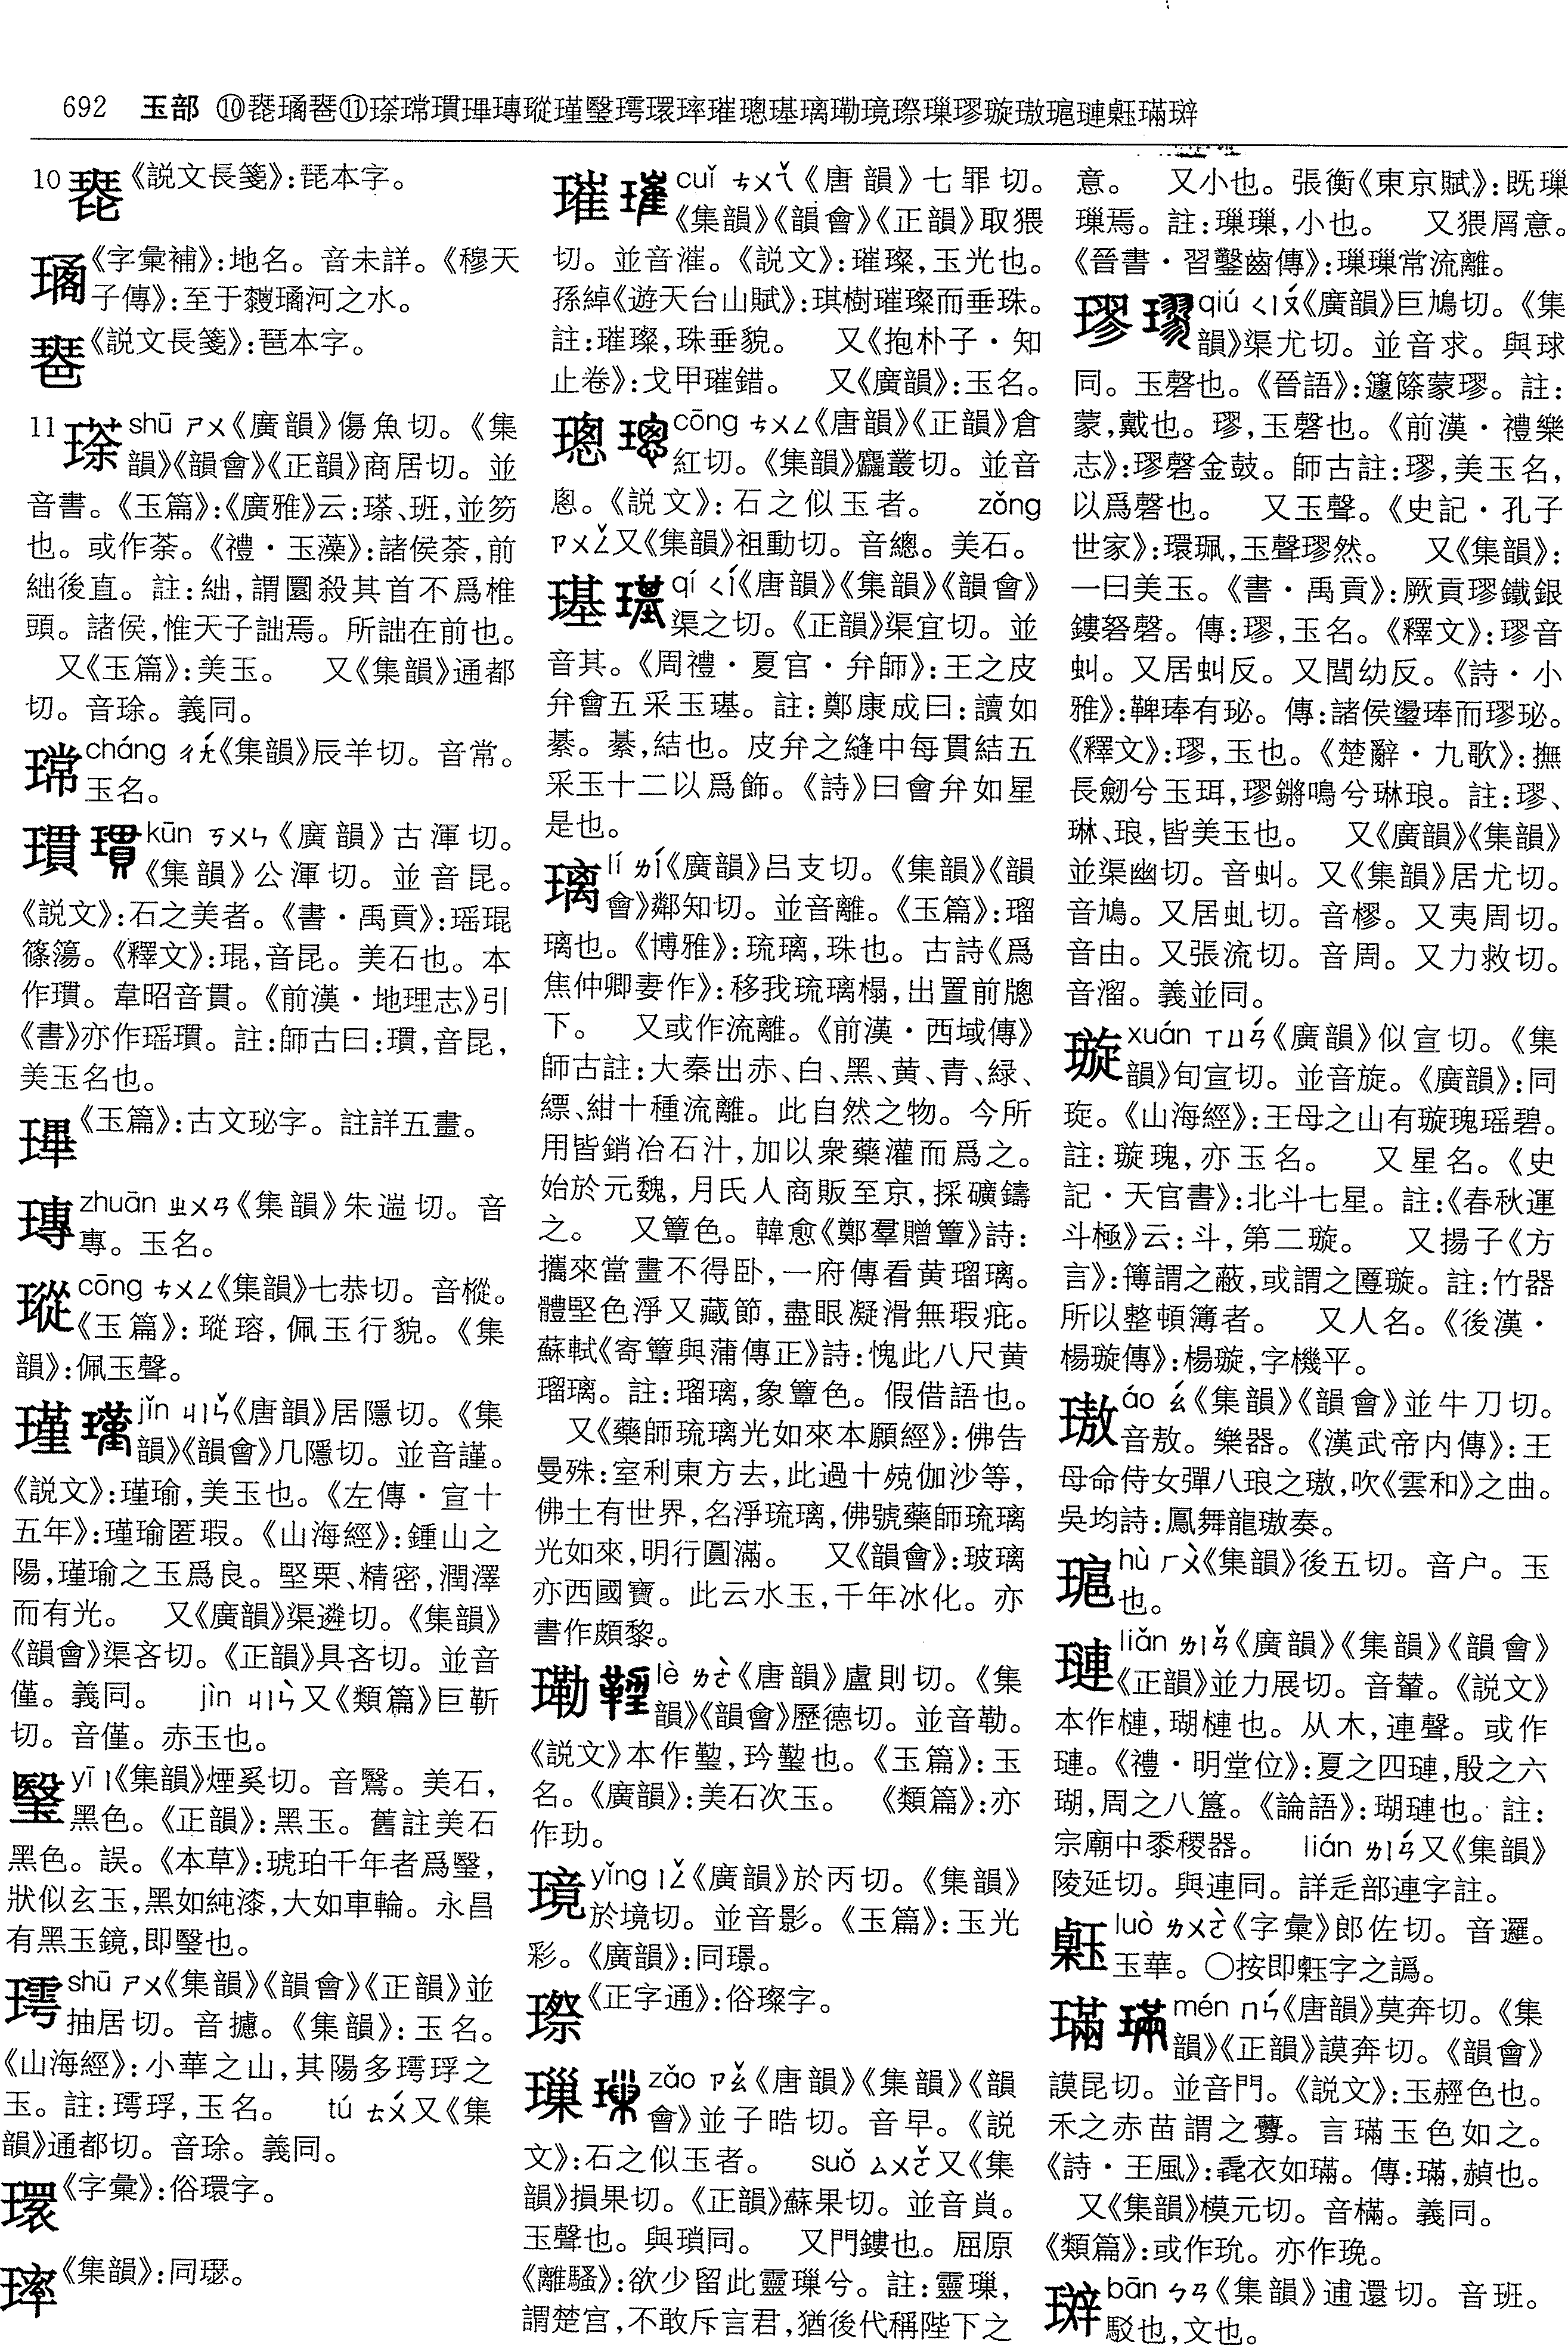 692 玉部 ⑩琵璚琶⑪瑹瑺瑻㻫瑼瑽瑾瑿𤩅環㻭璀璁璂璃㻬璄㻮璅璆璇璈㻯璉璊
10 《説文長箋》:琵本字。
《字彙補》:地名。音未詳。《穆天
子傳》:至于河之水。
《説文長箋》:琶本字。
11 瑹 shū ㄕㄨ《廣韻》傷魚切。《集
韻》《韻會》《正韻》商居切。並
音書。《玉篇》:《廣雅》云:瑹、珽,並笏
也。或作荼。《禮·玉藻》:諸侯荼,前
絀後直。註:絀,謂圜殺其首不爲椎
頭。諸侯,惟天子詘焉。所詘在前也。
又《玉篇》:美玉。 又《集韻》通都
切。音瑹。義同。
瑺 cháng ㄔㄤˊ《集韻》辰羊切。音常。
玉名。
瑻 kūn ㄎㄨㄣ《廣韻》古渾切。
《集韻》公渾切。並音昆。
《説文》:石之美者。《書·禹貢》:瑶琨
篠簜。《釋文》:琨,音昆。美石也。本
作瑻。韋昭音貫。《前漢·地理志》引
《書》亦作瑶瑻。註:師古曰:瑻,音昆,
美玉名也。
《玉篇》:古文珌字。註詳五畫。
瑼 zhuān ㄓㄨㄢ《集韻》朱遄切。音
專。玉名。
瑽 cōng ㄘㄨㄥ《集韻》七恭切。音樅。
《玉篇》:瑽瑢,佩玉行貌。《集
韻》:佩玉聲。
瑾 jǐn ㄐㄧㄣˇ《唐韻》居隱切。《集
韻》《韻會》几隱切。並音謹。
《説文》:瑾瑜,美玉也。《左傳·宣十
五年》:瑾瑜匿瑕。《山海經》:鍾山之
陽,瑾瑜之玉爲良。堅栗、精密,潤澤
而有光。 又《廣韻》渠遴切。《集韻》
《韻會》渠吝切。《正韻》具吝切。並音
僅。義同。 jìn ㄐㄧㄣˋ又《類篇》巨靳
切。音僅。赤玉也。
瑿 yī ㄧ《集韻》煙奚切。音鷖。美石,
黑色。《正韻》:黑玉。舊註美石
黑色。誤。《本草》:琥珀千年者爲瑿,
狀似玄玉,黑如純漆,大如車輪。永昌
有黑玉鏡,即瑿也。
shū ㄕㄨ《集韻》《韻會》《正韻》並
抽居切。音攄。《集韻》:玉名。
《山海經》:小華之山,其陽多㻬琈之
玉。註:㻬琈,玉名。 tú ㄊㄨˊ又《集
韻》通都切。音瑹。義同。
《字彙》:俗環字。
《集韻》:同瑟。
璀 cuǐ ㄘㄨㄟˇ《唐韻》七罪切。
《集韻》《韻會》《正韻》取猥
切。並音漼。《説文》:璀璨,玉光也。
孫綽《遊天台山賦》:琪樹璀璨而垂珠。
註:璀璨,珠垂貌。 又《抱朴子·知
止卷》:戈甲璀錯。 又《廣韻》:玉名。
璁 cōng ㄘㄨㄥ《唐韻》《正韻》倉
紅切。《集韻》麤叢切。並音
悤。《説文》:石之似玉者。 zǒng
ㄗㄨㄥˇ又《集韻》祖動切。音總。美石。
璂 qí ㄑㄧˊ《唐韻》《集韻》《韻會》
渠之切。《正韻》渠宜切。並
音其。《周禮·夏官·弁師》:王之皮
弁會五采玉璂。註:鄭康成曰:讀如
綦。綦,結也。皮弁之縫中每貫結五
采玉十二以爲飾。《詩》曰會弁如星
是也。
璃 lí ㄌㄧˊ《廣韻》吕支切。《集韻》《韻
會》鄰知切。並音離。《玉篇》:瑠
璃也。《博雅》:琉璃,珠也。古詩《爲
焦仲卿妻作》:移我琉璃榻,出置前牎
下。 又或作流離。《前漢·西域傳》
師古註:大秦出赤、白、黑、黄、青、緑、
縹、紺十種流離。此自然之物。今所
用皆銷冶石汁,加以衆藥灌而爲之。
始於元魏,月氏人商販至京,採礦鑄
之。 又簟色。韓愈《鄭羣贈簟》詩:
攜來當晝不得卧,一府傳看黄瑠璃。
體堅色淨又藏節,盡眼凝滑無瑕疵。
蘇軾《寄簟與蒲傳正》詩:愧此八尺黄
瑠璃。註:瑠璃,象簟色。假借語也。
又《藥師琉璃光如來本願經》:佛告
曼殊:室利東方去,此過十殑伽沙等,
佛土有世界,名淨琉璃,佛號藥師琉璃
光如來,明行圓滿。 又《韻會》:玻璃
亦西國寶。此云水玉,千年冰化。亦
書作頗黎。
lè ㄌㄜˋ《唐韻》盧則切。《集
韻》《韻會》歷德切。並音勒。
《説文》本作㻫,玪㻫也。《玉篇》:玉
名。《廣韻》:美石次玉。 《類篇》:亦
作玏。
璄 yǐng ㄧㄥˇ《廣韻》於丙切。《集韻》
於境切。並音影。《玉篇》:玉光
彩。《廣韻》:同璟。
《正字通》:俗璨字。
璅 zǎo ㄗㄠˇ《唐韻》《集韻》《韻
會》並子晧切。音早。《説
文》:石之似玉者。 suǒ ㄙㄨㄛˇ又《集
韻》損果切。《正韻》蘇果切。並音𧴪。
玉聲也。與瑣同。 又門鏤也。屈原
《離騷》:欲少留此靈璅兮。註:靈璅,
謂楚宫,不敢斥言君,猶後代稱陛下之
意。 又小也。張衡《東京賦》:既璅
璅焉。註:璅璅,小也。 又猥屑意。
《晉書·習鑿齒傳》:璅璅常流離。
璆 qiú ㄑㄧㄡˊ《廣韻》巨鳩切。《集
韻》渠尤切。並音求。與球
同。玉磬也。《晉語》:籧篨蒙璆。註:
蒙,戴也。璆,玉磬也。《前漢·禮樂
志》:璆磬金鼓。師古註:璆,美玉名,
以爲磬也。 又玉聲。《史記·孔子
世家》:環珮,玉聲璆然。 又《集韻》:
一曰美玉。《書·禹貢》:厥貢璆鐵銀
鏤砮磬。傳:璆,玉名。《釋文》:璆音
虯。又居虯反。又閭幼反。《詩·小
雅》:鞞琫有珌。傳:諸侯璗琫而璆珌。
《釋文》:璆,玉也。《楚辭·九歌》:撫
長劒兮玉珥,璆鏘鳴兮琳琅。註:璆、
琳、琅,皆美玉也。 又《廣韻》《集韻》
並渠幽切。音虯。又《集韻》居尤切。
音鳩。又居虬切。音樛。又夷周切。
音由。又張流切。音周。又力救切。
音溜。義並同。
璇 xuán ㄒㄩㄢˊ《廣韻》似宣切。《集
韻》旬宣切。並音旋。《廣韻》:同
琁。《山海經》:王母之山有璇瑰瑶碧。
註:璇瑰,亦玉名。 又星名。《史
記·天官書》:北斗七星。註:《春秋運
斗極》云:斗,第二璇。 又揚子《方
言》:簙謂之蔽,或謂之匴璇。註:竹器
所以整頓簿者。 又人名。《後漢·
楊璇傳》:楊璇,字機平。
璈 áo ㄠˊ《集韻》《韻會》並牛刀切。
音敖。樂器。《漢武帝内傳》:王
母命侍女彈八琅之璈,吹《雲和》之曲。
吳均詩:鳳舞龍璈奏。
hù ㄏㄨˋ《集韻》後五切。音户。玉
也。
璉 liǎn ㄌㄧㄢˇ《廣韻》《集韻》《韻會》
《正韻》並力展切。音輦。《説文》
本作槤,瑚槤也。从木,連聲。或作
璉。《禮·明堂位》:夏之四璉,殷之六
瑚,周之八簋。《論語》:瑚璉也。註:
宗廟中黍稷器。 lián ㄌㄧㄢˊ又《集韻》
陵延切。與連同。詳辵部連字註。
luò ㄌㄨㄛˋ《字彙》郎佐切。音邏。
玉華。○按即字之譌。
璊 mén ㄇㄣˊ《唐韻》莫奔切。《集
韻》《正韻》謨奔切。《韻會》
謨昆切。並音門。《説文》:玉䞓色也。
禾之赤苗謂之虋。言璊玉色如之。
《詩·王風》:毳衣如璊。傳:璊,赬也。
又《集韻》模元切。音樠。義同。
《類篇》:或作玧。亦作𤦎。
bān ㄅㄢ《集韻》逋還切。音班。
駁也,文也。